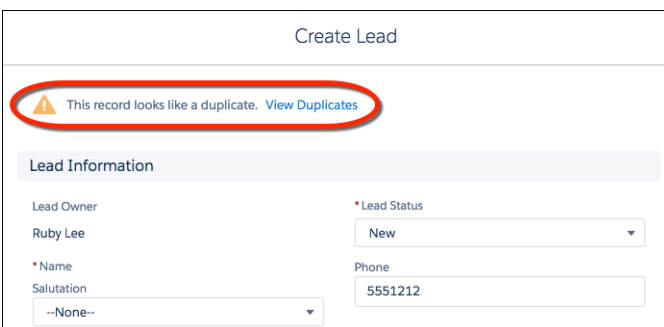 Create Lead
This record looks like a duplicate. View Duplicates
Lead Information
Lead Owner
Ruby Lee
*Lead Status
New
*Name
Salutation
--None--
Phone
5551212